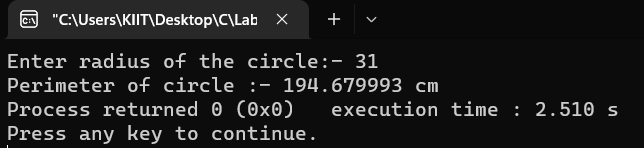 "C:\Users\KIIT\Desktop\C\Lab
Enter radius of the circle:- 31
Perimeter of circle :- 194.679993 cm
Process returned 0 (0x0)   execution time : 2.510 s
Press any key to continue.